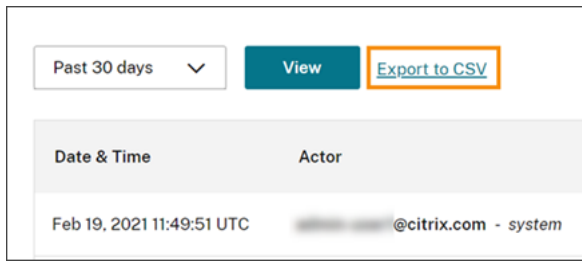 Past 30 days View Export to CSV
Date & Time Actor
Feb 19, 2021 11:49:51 UTC @citrix.com - system